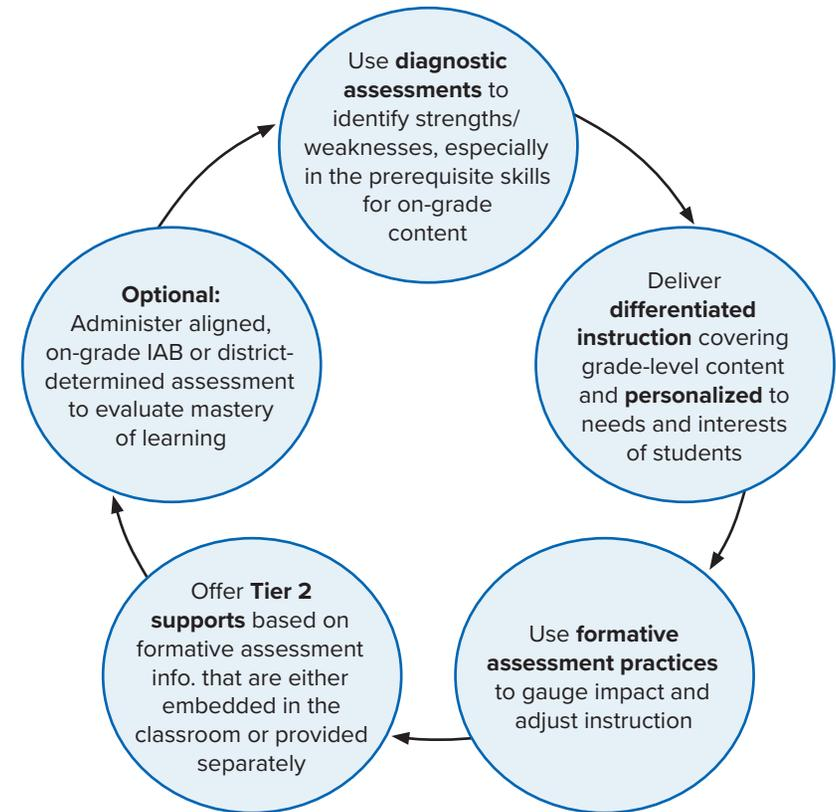 Use diagnostic
assessments to
identify strengths/
weaknesses, especially
in the prerequisite skills
for on-grade
content
Deliver
differentiated
instruction covering
grade-level content
and personalized to
needs and interests
of students
Use formative
assessment practices
to gauge impact and
adjust instruction
Offer Tier 2
supports based on
formative assessment
info. that are either
embedded in the
classroom or provided
separately
Optional:
Administer aligned,
on-grade IAB or district-
determined assessment
to evaluate mastery
of learning